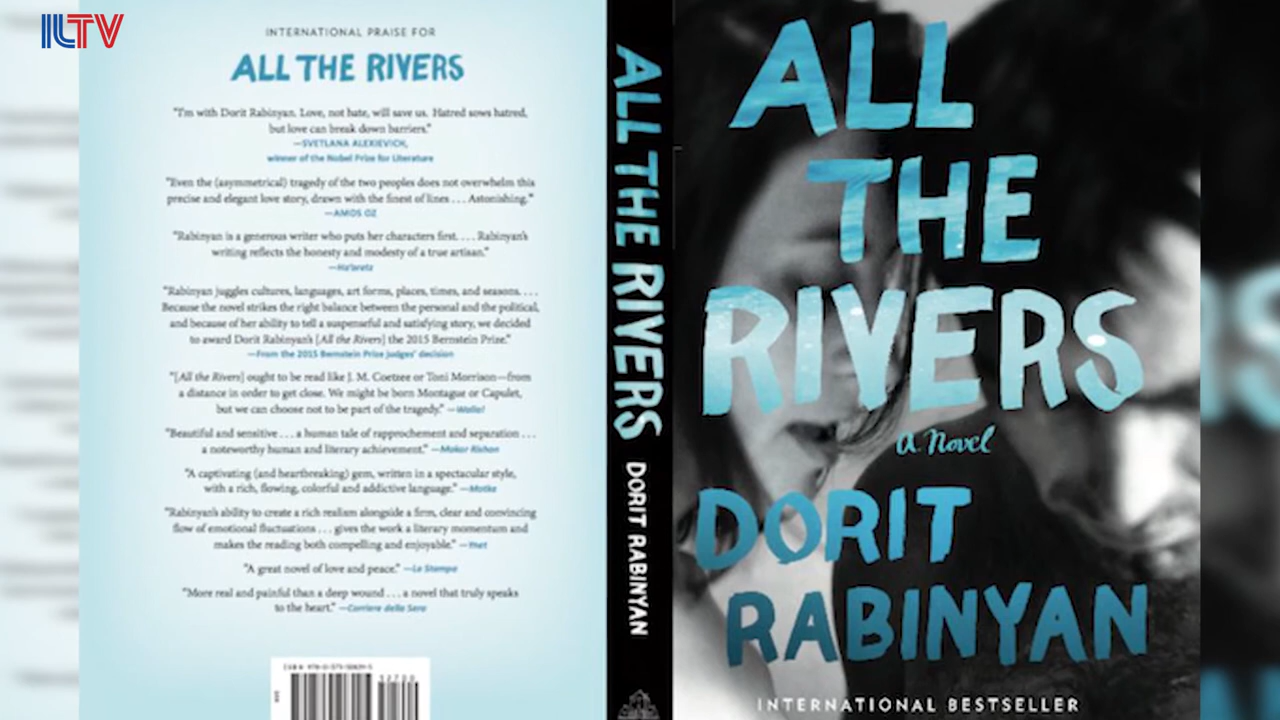 ILTV
INTERNATIONAL PRAISE FOR
ALL THE RIVERS
"I'm with Dorit Rabinyan. Love, not hate, will save us. Hatred sows hatred,
but love can break down barriers."
—SVETLANA ALEXIEVICH,
winner of the Nobel Prize for Literature
"Even the (asymmetrical) tragedy of the two peoples does not overwhelm this
precise and elegant love story, drawn with the finest of lines . . . Astonishing."
—AMOS OZ
"Rabinyan is a generous writer who puts her characters first. . . . Rabinyan's
writing reflects the honesty and modesty of a true artisan."
—Ha'aretz
"Rabinyan juggles cultures, languages, art forms, places, times, and seasons. . . .
Because the novel strikes the right balance between the personal and the political,
and because of her ability to tell a suspenseful and satisfying story, we decided
to award Dorit Rabinyan's [All the Rivers] the 2015 Bernstein Prize."
—From the 2015 Bernstein Prize judges' decision
"[All the Rivers] ought to be read like J. M. Coetzee or Toni Morrison—from
a distance in order to get close. We might be born Montague or Capulet,
but we can choose not to be part of the tragedy." —Walla!
"Beautiful and sensitive . . . a human tale of rapprochement and separation . . .
a noteworthy human and literary achievement." —Makor Rishon
"A captivating (and heartbreaking) gem, written in a spectacular style,
with a rich, flowing, colorful and addictive language." —Motke
"Rabinyan's ability to create a rich realism alongside a firm, clear and convincing
flow of emotional fluctuations . . . gives the work a literary momentum and
makes the reading both compelling and enjoyable." —Ynet
"A great novel of love and peace." —La Stampa
"More real and painful than a deep wound . . . a novel that truly speaks
to the heart." —Corriere della Sera
ALL THE RIVERS DORIT RABINYAN
ALL
THE
RIVERS
a Novel
DORIT
RABINYAN
INTERNATIONAL BESTSELLER